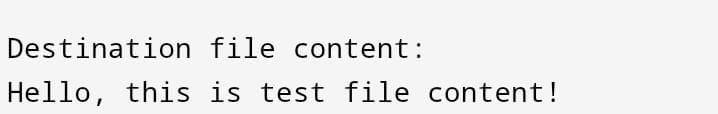 Destination file content:
Hello, this is test file content!